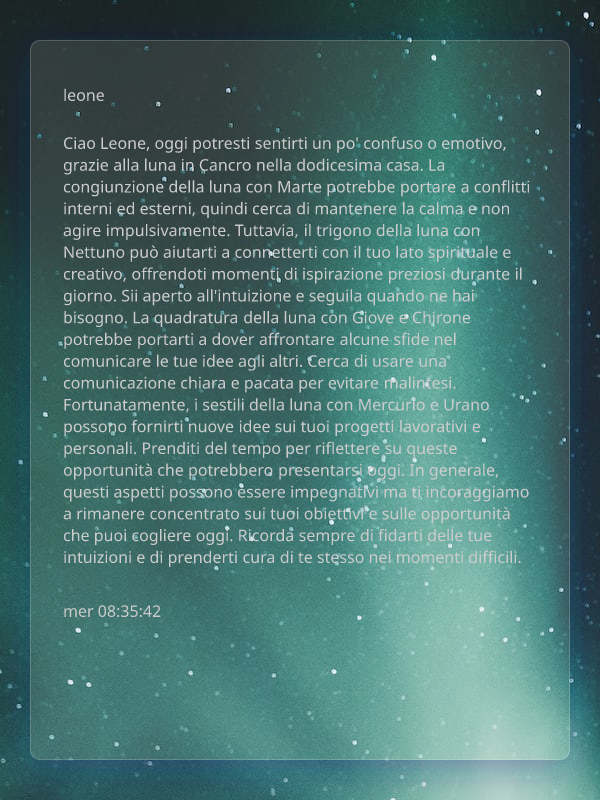 leone
Ciao Leone, oggi potresti sentirti un po' confuso o emotivo,
grazie alla luna in Cancro nella dodicesima casa. La
congiunzione della luna con Marte potrebbe portare a conflitti
interni ed esterni, quindi cerca di mantenere la calma e non
agire impulsivamente. Tuttavia, il trigono della luna con
Nettuno può aiutarti a connetterti con il tuo lato spirituale e
creativo, offrendoti momenti di ispirazione preziosi durante il
giorno. Sii aperto all'intuizione e seguila quando ne hai
bisogno. La quadratura della luna con Giove e Chirone
potrebbe portarti a dover affrontare alcune sfide nel
comunicare le tue idee agli altri. Cerca di usare una
comunicazione chiara e pacata per evitare malintesi.
Fortunatamente, i sestili della luna con Mercurio e Urano
possono fornirti nuove idee sui tuoi progetti lavorativi e
personali. Prenditi del tempo per riflettere su queste
opportunità che potrebbero presentarsi oggi. In generale,
questi aspetti possono essere impegnativi ma ti incoraggiamo
a rimanere concentrato sui tuoi obiettivi e sulle opportunità
che puoi cogliere oggi. Ricorda sempre di fidarti delle tue
intuizioni e di prenderti cura di te stesso nei momenti difficili.
mer 08:35:42